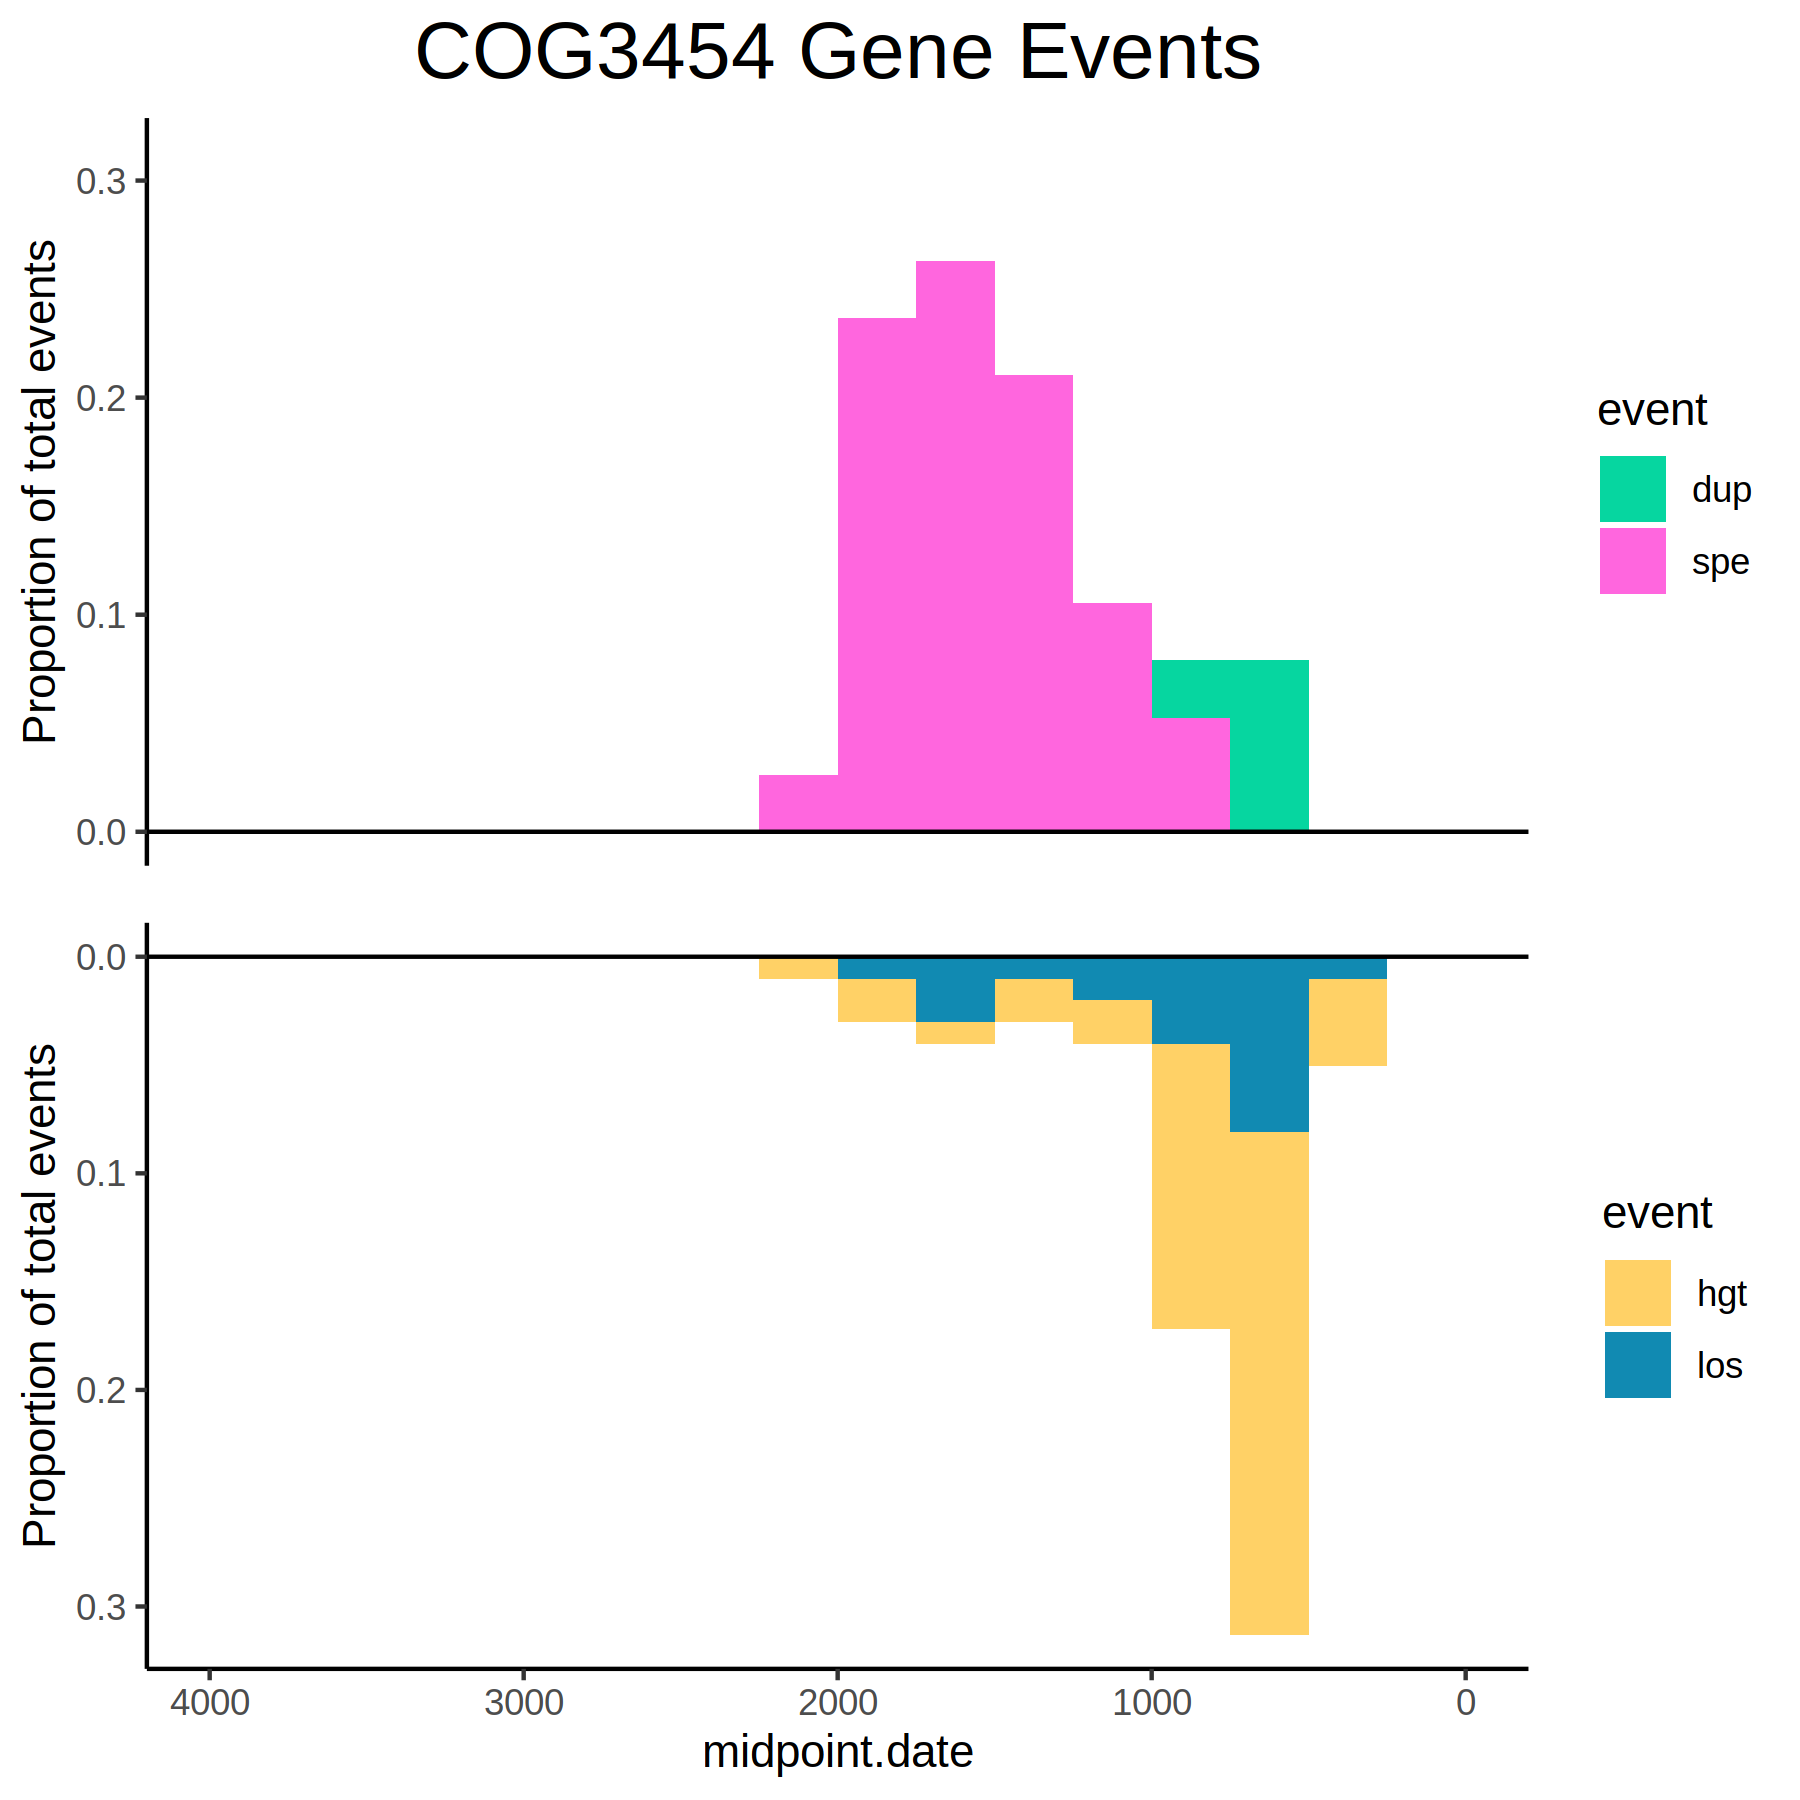 COG3454 Gene Events
Proportion of total events
0.3
0.2
0.1
0.0
event
dup
spe
Proportion of total events
0.0
0.1
0.2
0.3
event
hgt
los
4000 3000 2000 1000 0
midpoint.date